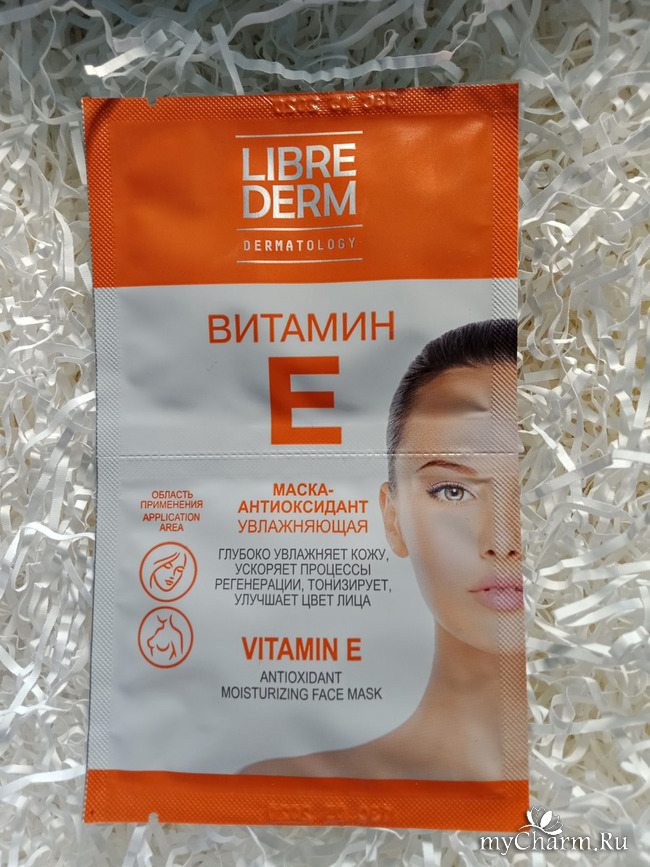 LIBRE
DERM
DERMATOLOGY
ВИТАМИН
E
МАСКА-
АНТИОКСИДАНТ
УВЛАЖНЯЮЩАЯ
ОБЛАСТЬ
ПРИМЕНЕНИЯ
APPLICATION
AREA
ГЛУБОКО УВЛАЖНЯЕТ КОЖУ,
УСКОРЯЕТ ПРОЦЕССЫ
РЕГЕНЕРАЦИИ, ТОНИЗИРУЕТ,
УЛУЧШАЕТ ЦВЕТ ЛИЦА
VITAMIN E
ANTIOXIDANT
MOISTURIZING FACE MASK
myCharm.Ru